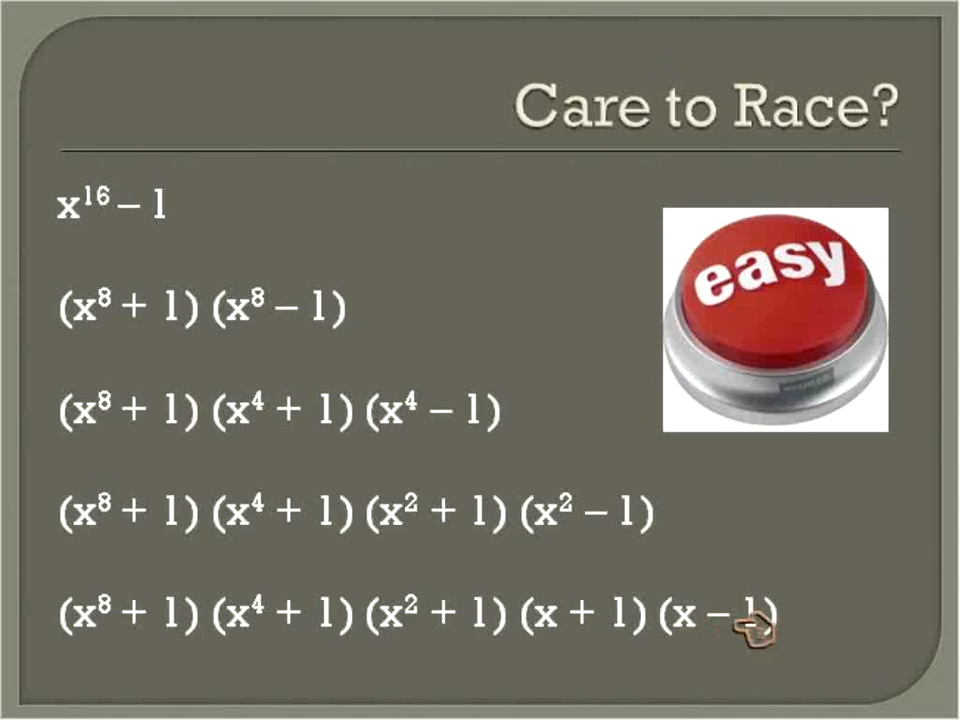 Care to Race?
x¹⁶ – 1
easy
(x⁸ + 1) (x⁸ – 1)
(x⁸ + 1) (x⁴ + 1) (x⁴ – 1)
(x⁸ + 1) (x⁴ + 1) (x² + 1) (x² – 1)
(x⁸ + 1) (x⁴ + 1) (x² + 1) (x + 1) (x – 1)